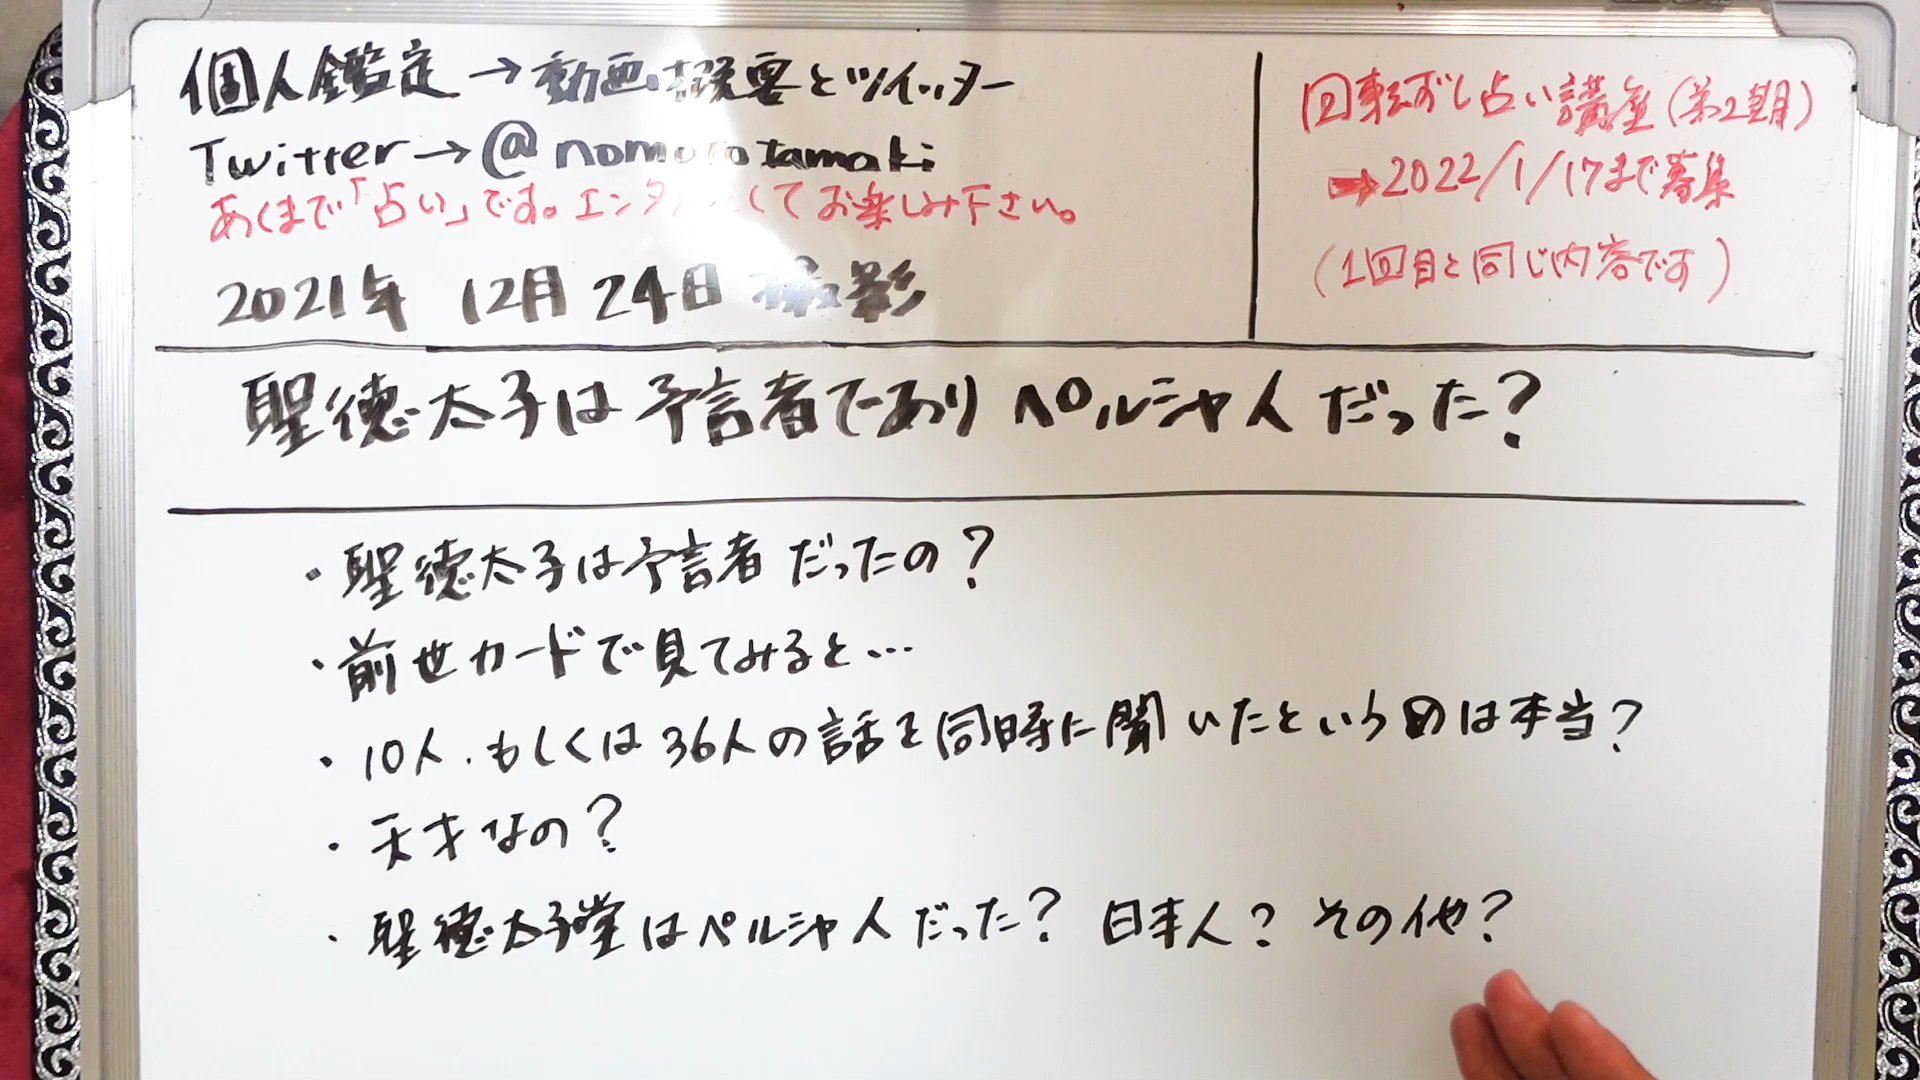 個人鑑定→動画概要とツイッター
Twitter→@nomorotamaki
あくまで「占い」です。エンタ　してお楽しみ下さい。
2021年 12月 24日 撮影
回転ずし占い講座(第2期)
➡2022/1/17まで募集
(1回目と同じ内容です)
聖徳太子は予言者であり ペルシャ人だった?
・聖徳太子は予言者だったの?
・前世カードで見てみると…
・10人、もしくは36人の話を同時に聞いたというのは本当?
・天才なの?
・聖徳太子堂はペルシャ人だった? 日本人? その他?